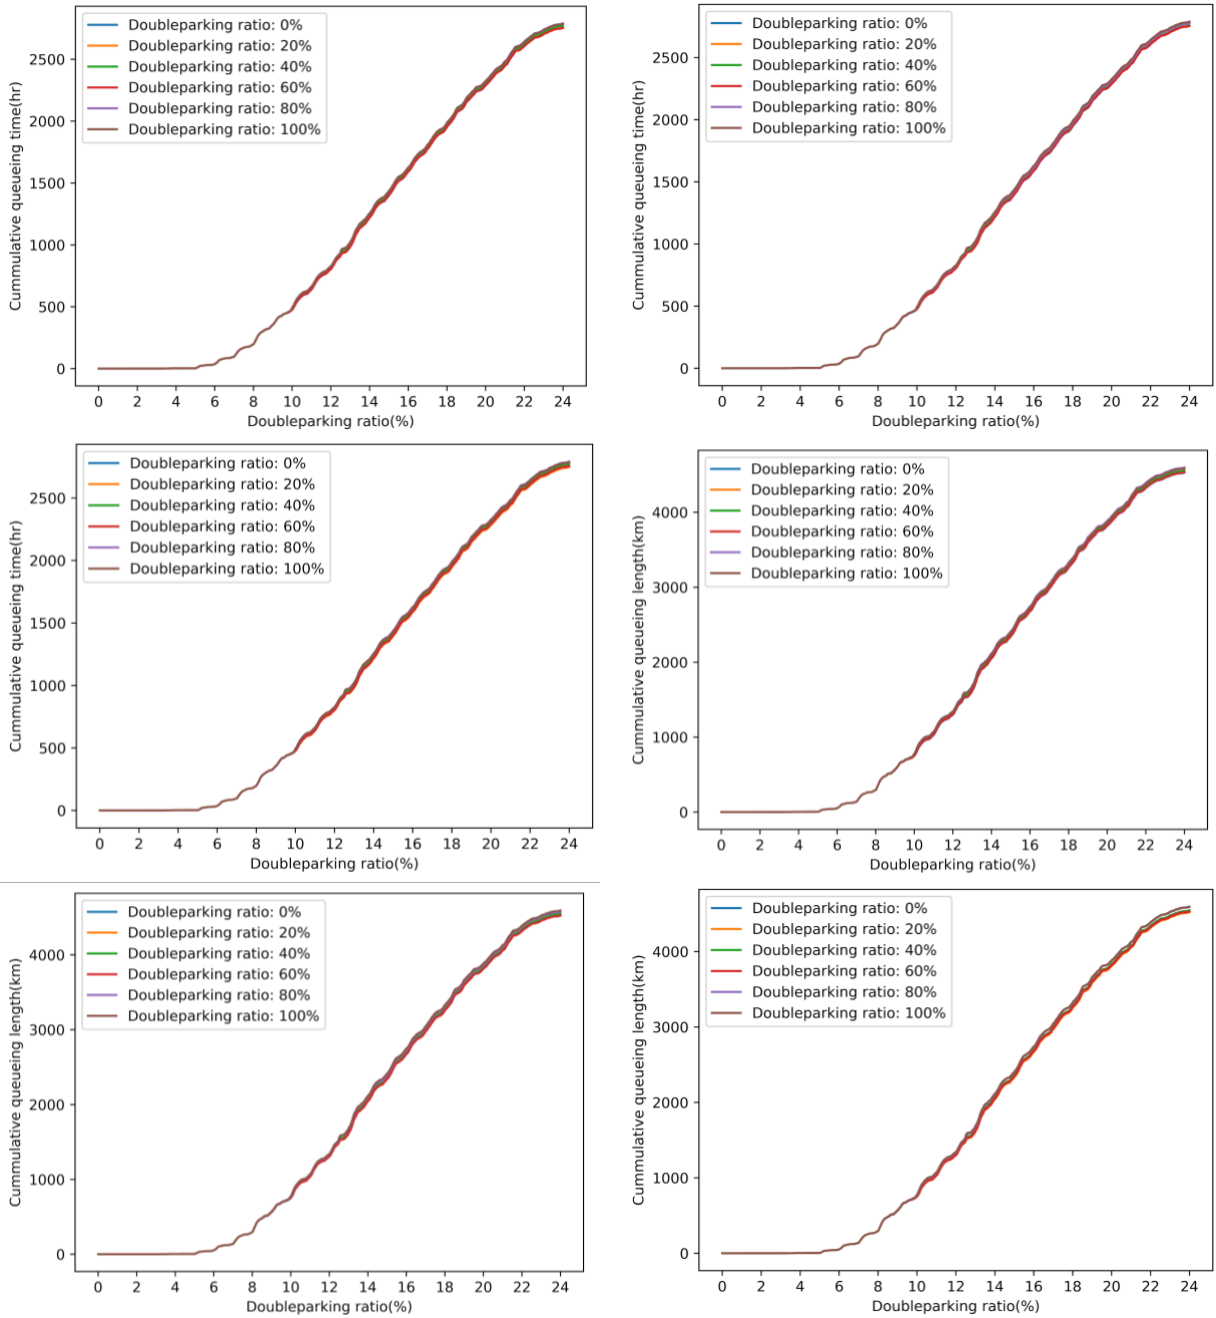 Doubleparking ratio: 0%
Doubleparking ratio: 20%
Doubleparking ratio: 40%
Doubleparking ratio: 60%
Doubleparking ratio: 80%
Doubleparking ratio: 100%
Cummulative queueing time(hr)
2500
2000
1500
1000
500
0
0 2 4 6 8 10 12 14 16 18 20 22 24
Doubleparking ratio(%)
Doubleparking ratio: 0%
Doubleparking ratio: 20%
Doubleparking ratio: 40%
Doubleparking ratio: 60%
Doubleparking ratio: 80%
Doubleparking ratio: 100%
Cummulative queueing time(hr)
2500
2000
1500
1000
500
0
0 2 4 6 8 10 12 14 16 18 20 22 24
Doubleparking ratio(%)
Doubleparking ratio: 0%
Doubleparking ratio: 20%
Doubleparking ratio: 40%
Doubleparking ratio: 60%
Doubleparking ratio: 80%
Doubleparking ratio: 100%
Cummulative queueing time(hr)
2500
2000
1500
1000
500
0
0 2 4 6 8 10 12 14 16 18 20 22 24
Doubleparking ratio(%)
Doubleparking ratio: 0%
Doubleparking ratio: 20%
Doubleparking ratio: 40%
Doubleparking ratio: 60%
Doubleparking ratio: 80%
Doubleparking ratio: 100%
Cummulative queueing length(km)
4000
3000
2000
1000
0
0 2 4 6 8 10 12 14 16 18 20 22 24
Doubleparking ratio(%)
Doubleparking ratio: 0%
Doubleparking ratio: 20%
Doubleparking ratio: 40%
Doubleparking ratio: 60%
Doubleparking ratio: 80%
Doubleparking ratio: 100%
Cummulative queueing length(km)
4000
3000
2000
1000
0
0 2 4 6 8 10 12 14 16 18 20 22 24
Doubleparking ratio(%)
Doubleparking ratio: 0%
Doubleparking ratio: 20%
Doubleparking ratio: 40%
Doubleparking ratio: 60%
Doubleparking ratio: 80%
Doubleparking ratio: 100%
Cummulative queueing length(km)
4000
3000
2000
1000
0
0 2 4 6 8 10 12 14 16 18 20 22 24
Doubleparking ratio(%)